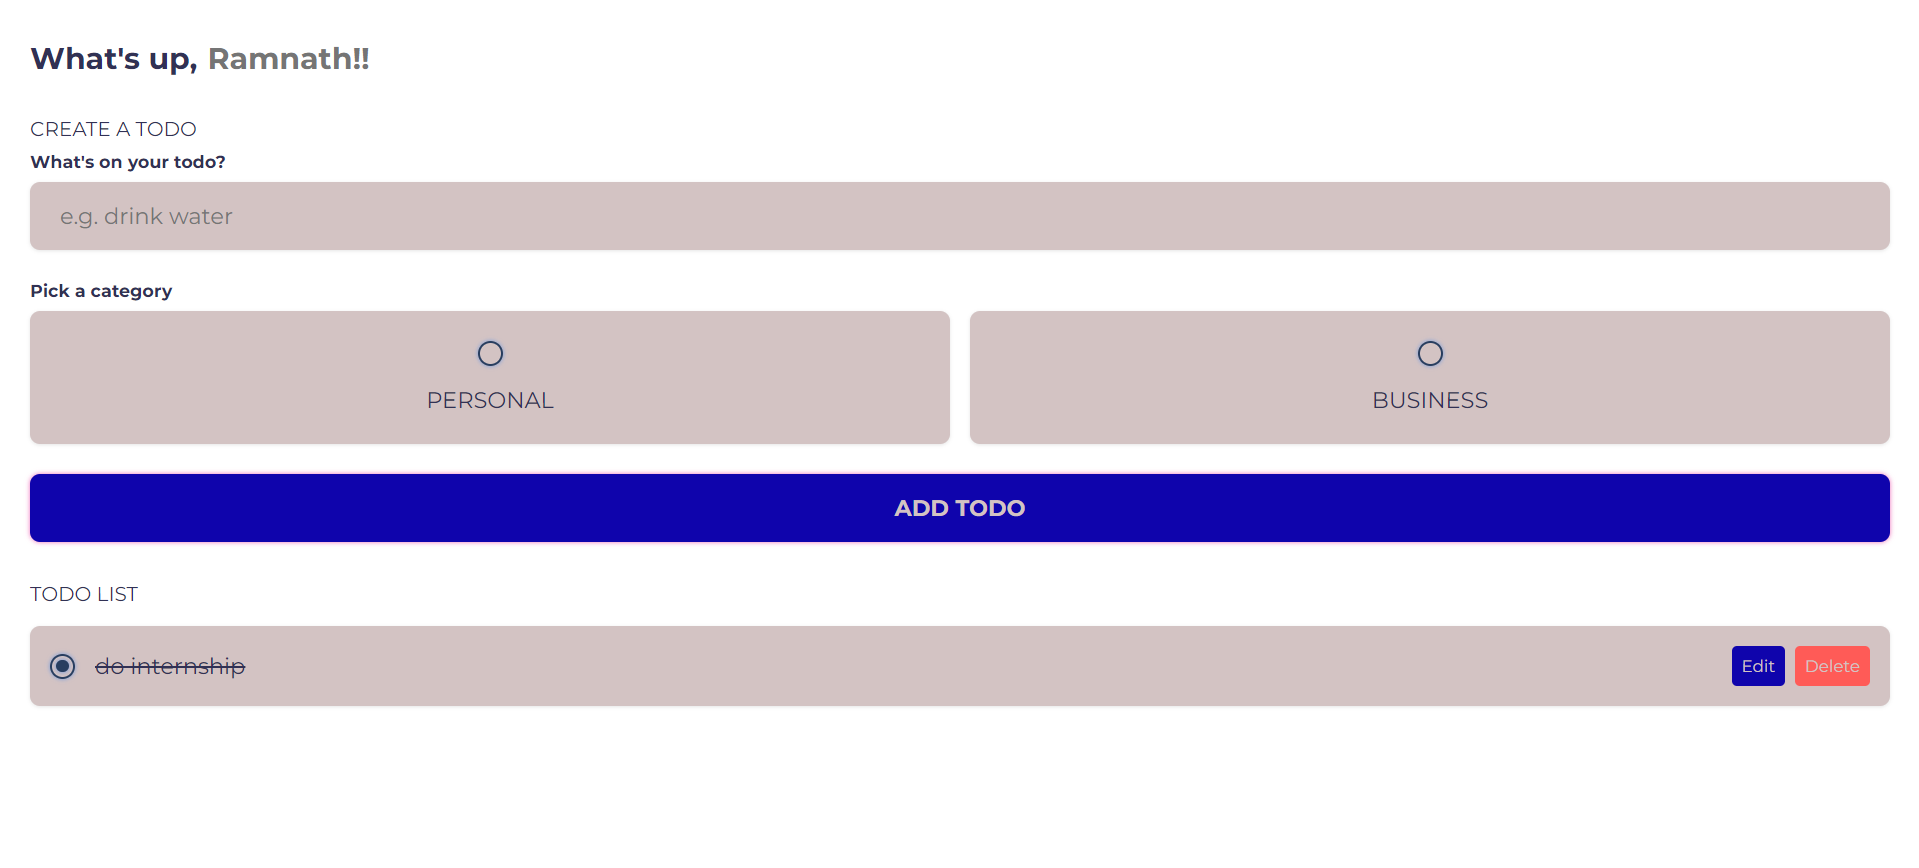 What's up, Ramnath!!
CREATE A TODO
What's on your todo?
e.g. drink water
Pick a category
PERSONAL
BUSINESS
ADD TODO
TODO LIST
do internship
Edit
Delete